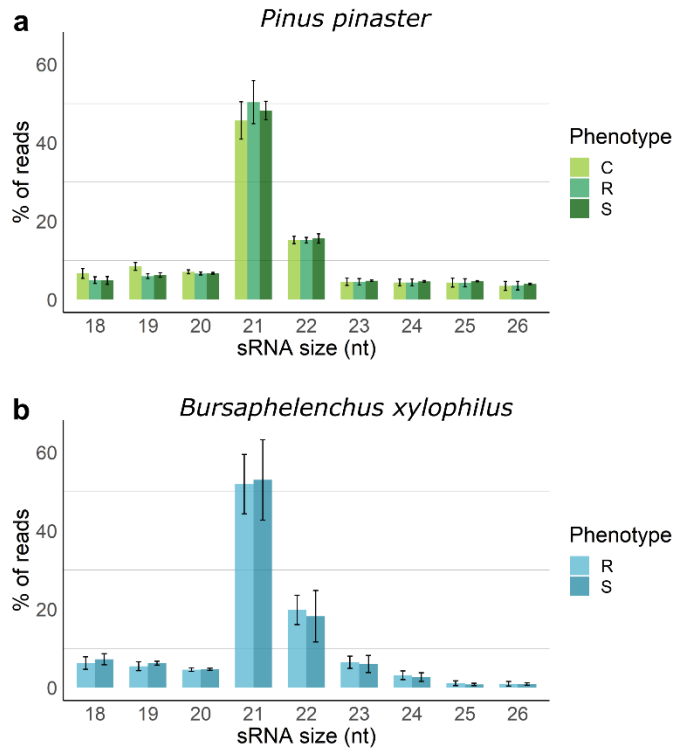 a
Pinus pinaster
% of reads
60
40
20
0
18 19 20 21 22 23 24 25 26
sRNA size (nt)
Phenotype
C
R
S
b
Bursaphelenchus xylophilus
% of reads
60
40
20
0
18 19 20 21 22 23 24 25 26
sRNA size (nt)
Phenotype
R
S